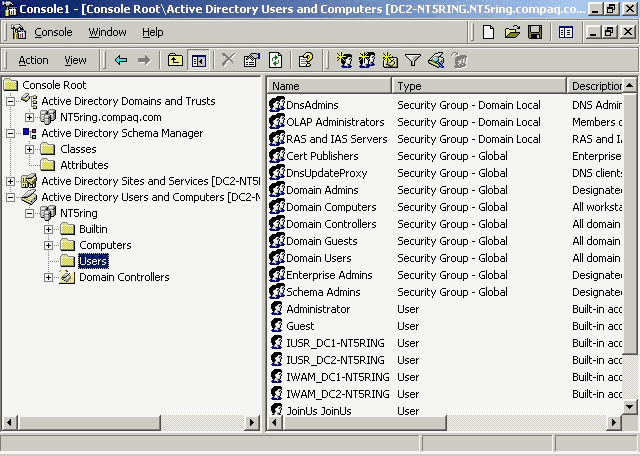 Console1 - [Console Root\Active Directory Users and Computers [DC2-NT5RING.NT5ring.compaq.co...
Console Window Help
Action View
Console Root
Active Directory Domains and Trusts
NT5ring.compaq.com
Active Directory Schema Manager
Classes
Attributes
Active Directory Sites and Services [DC2-NT5I
Active Directory Users and Computers [DC2-N
NT5ring
Builtin
Computers
Users
Domain Controllers
Name Type Description
DnsAdmins Security Group - Domain Local DNS Admir
OLAP Administrators Security Group - Domain Local Members c
RAS and IAS Servers Security Group - Domain Local RAS and I
Cert Publishers Security Group - Global Enterprise
DnsUpdateProxy Security Group - Global DNS client
Domain Admins Security Group - Global Designate
Domain Computers Security Group - Global All worksta
Domain Controllers Security Group - Global All domain
Domain Guests Security Group - Global All domain
Domain Users Security Group - Global All domain
Enterprise Admins Security Group - Global Designate
Schema Admins Security Group - Global Designate
Administrator User Built-in acc
Guest User Built-in acc
IUSR_DC1-NT5RING User Built-in acc
IUSR_DC2-NT5RING User Built-in acc
IWAM_DC1-NT5RING User Built-in acc
IWAM_DC2-NT5RING User Built-in acc
JoinUs JoinUs User